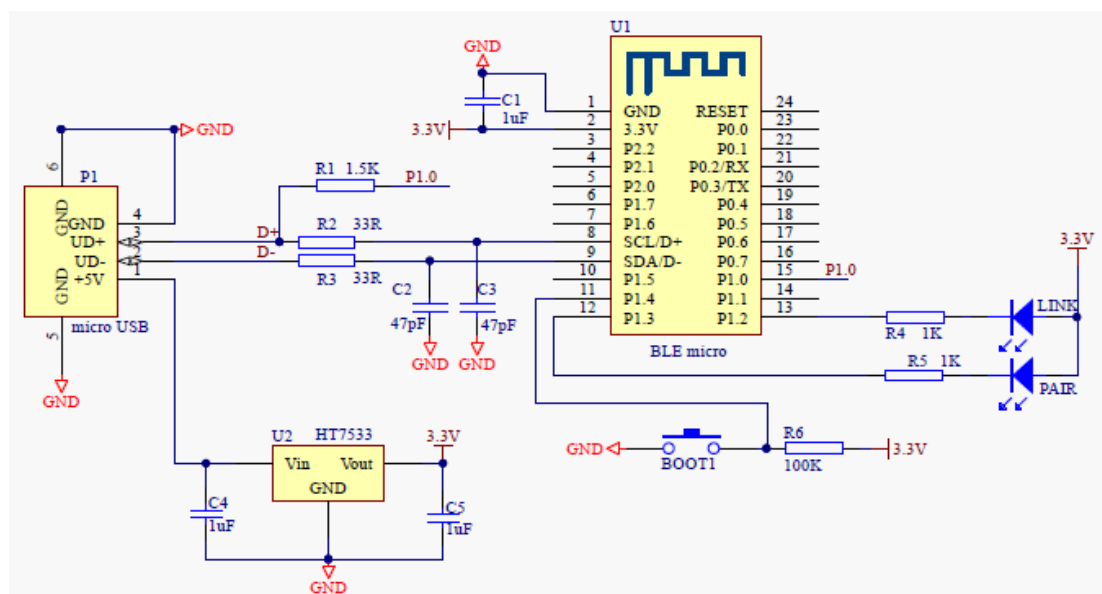 U1
GND
C1
1uF
3.3V
1 GND RESET 24
2 3.3V P0.0 23
3 P2.2 P0.1 22
4 P2.1 P0.2/RX 21
5 P2.0 P0.3/TX 20
6 P1.7 P0.4 19
7 P1.6 P0.5 18
8 SCL/D+ P0.6 17
9 SDA/D- P0.7 16
10 P1.5 P1.0 15 P1.0
11 P1.4 P1.1 14
12 P1.3 P1.2 13
BLE micro
GND
6
P1
GND
GND 4
UD+ 3
UD- 2
+5V 1
GND
micro USB
5
GND
R1 1.5K P1.0
D+ R2 33R
D-
R3 33R
C2
47pF
GND
C3
47pF
GND
3.3V
LINK
R4 1K
R5 1K
PAIR
U2 HT7533 3.3V
Vin Vout
GND
C4
1uF
C5
1uF
GND
GND
BOOT1
R6
100K
3.3V